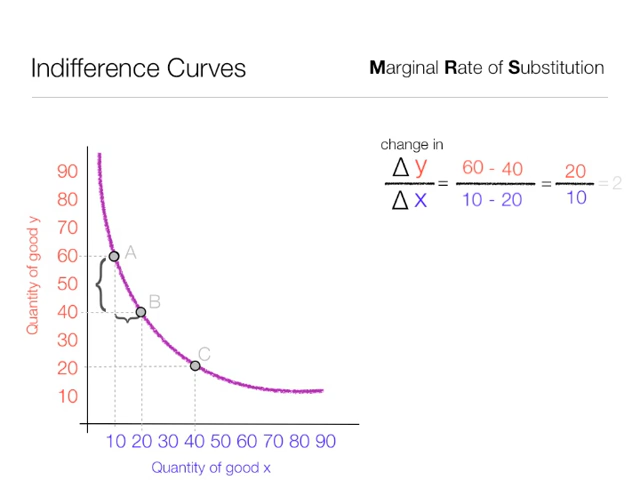 Indifference Curves
Marginal Rate of Substitution
change in
Δ y = 60 - 40 = 20 = 2
Δ x 10 - 20 10
Quantity of good y
90
80
70
60
50
40
30
20
10
A
B
C
10 20 30 40 50 60 70 80 90
Quantity of good x